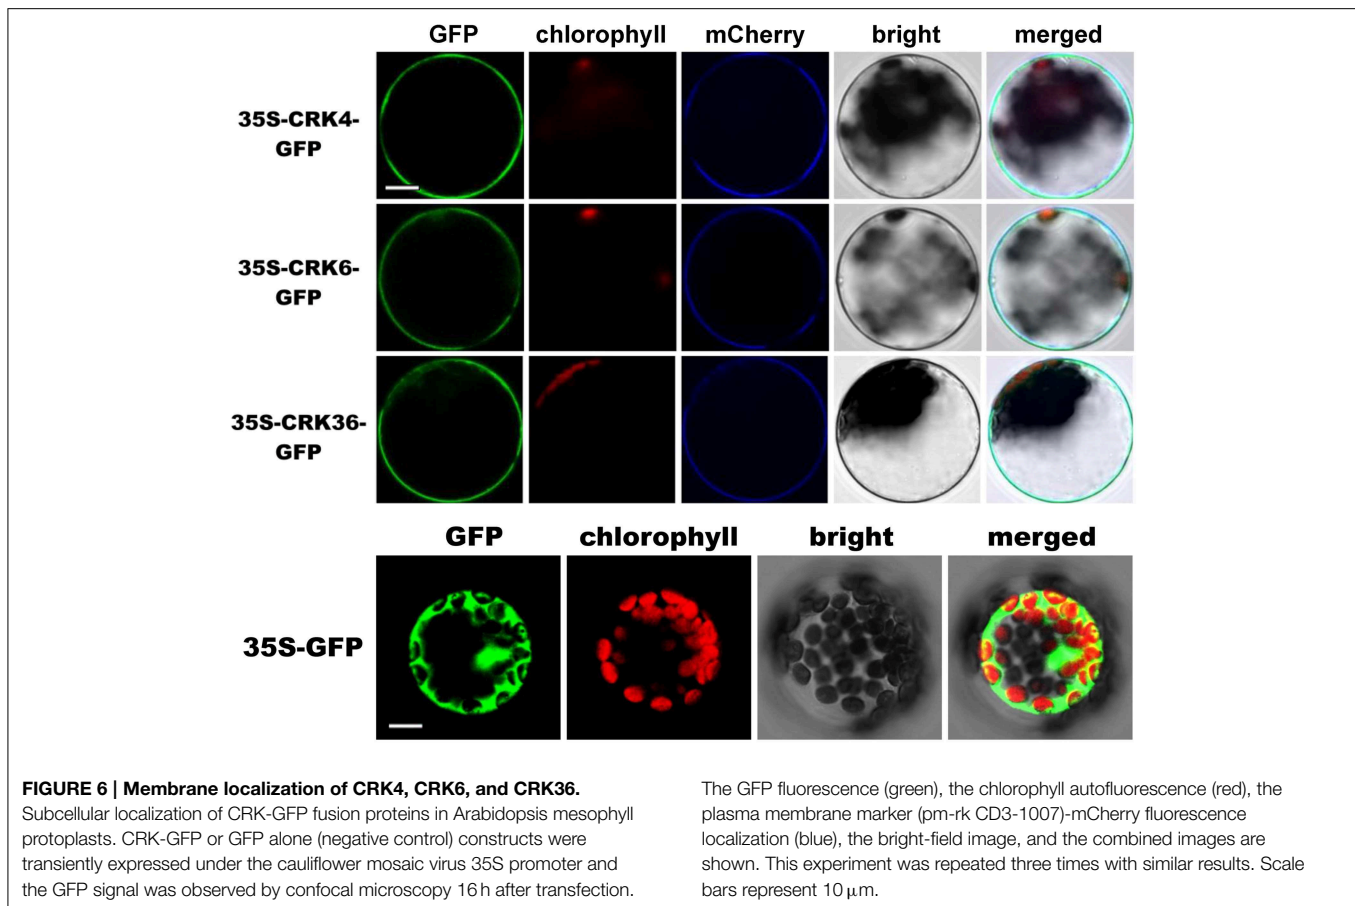 GFP chlorophyll mCherry bright merged
35S-CRK4-
GFP
35S-CRK6-
GFP
35S-CRK36-
GFP
GFP chlorophyll bright merged
35S-GFP
FIGURE 6 | Membrane localization of CRK4, CRK6, and CRK36.
Subcellular localization of CRK-GFP fusion proteins in Arabidopsis mesophyll
protoplasts. CRK-GFP or GFP alone (negative control) constructs were
transiently expressed under the cauliflower mosaic virus 35S promoter and
the GFP signal was observed by confocal microscopy 16 h after transfection.
The GFP fluorescence (green), the chlorophyll autofluorescence (red), the
plasma membrane marker (pm-rk CD3-1007)-mCherry fluorescence
localization (blue), the bright-field image, and the combined images are
shown. This experiment was repeated three times with similar results. Scale
bars represent 10 μm.